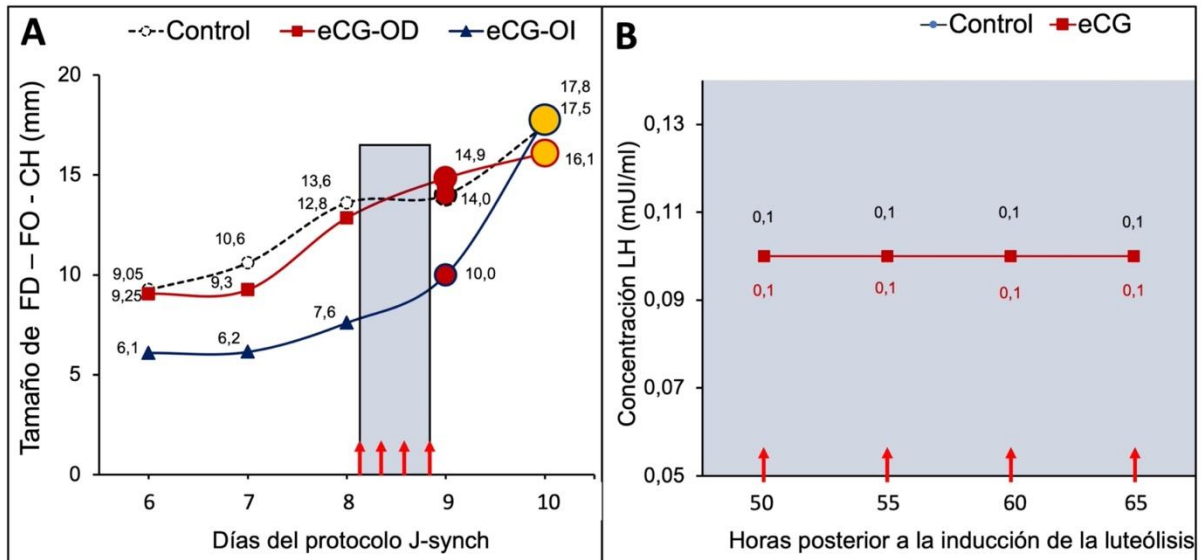 A
Control
eCG-OD
eCG-OI
Tamaño de FD – FO - CH (mm)
20
15
10
5
0
9,05
9,25
6,1
10,6
9,3
6,2
13,6
12,8
7,6
14,9
14,0
10,0
17,8
17,5
16,1
6 7 8 9 10
Días del protocolo J-synch
B
Control
eCG
Concentración LH (mUI/ml)
0,13
0,11
0,09
0,07
0,05
0,1 0,1 0,1 0,1
0,1 0,1 0,1 0,1
50 55 60 65
Horas posterior a la inducción de la luteólisis